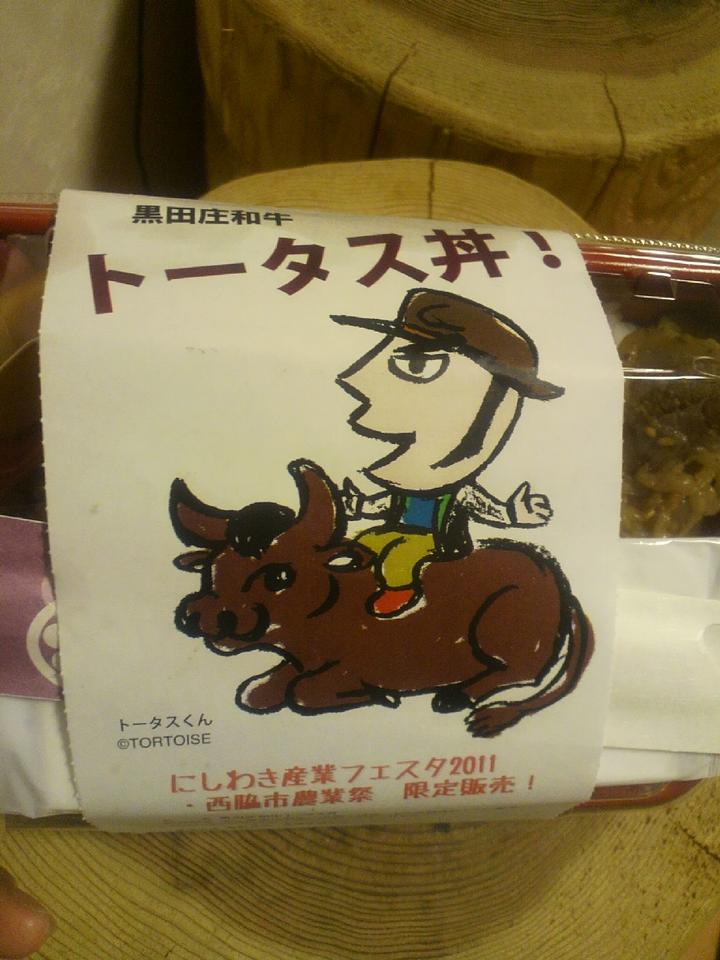 黒田庄和牛
トータス丼!
トータスくん
©TORTOISE
にしわき産業フェスタ2011
・西脇市農業祭 限定販売!